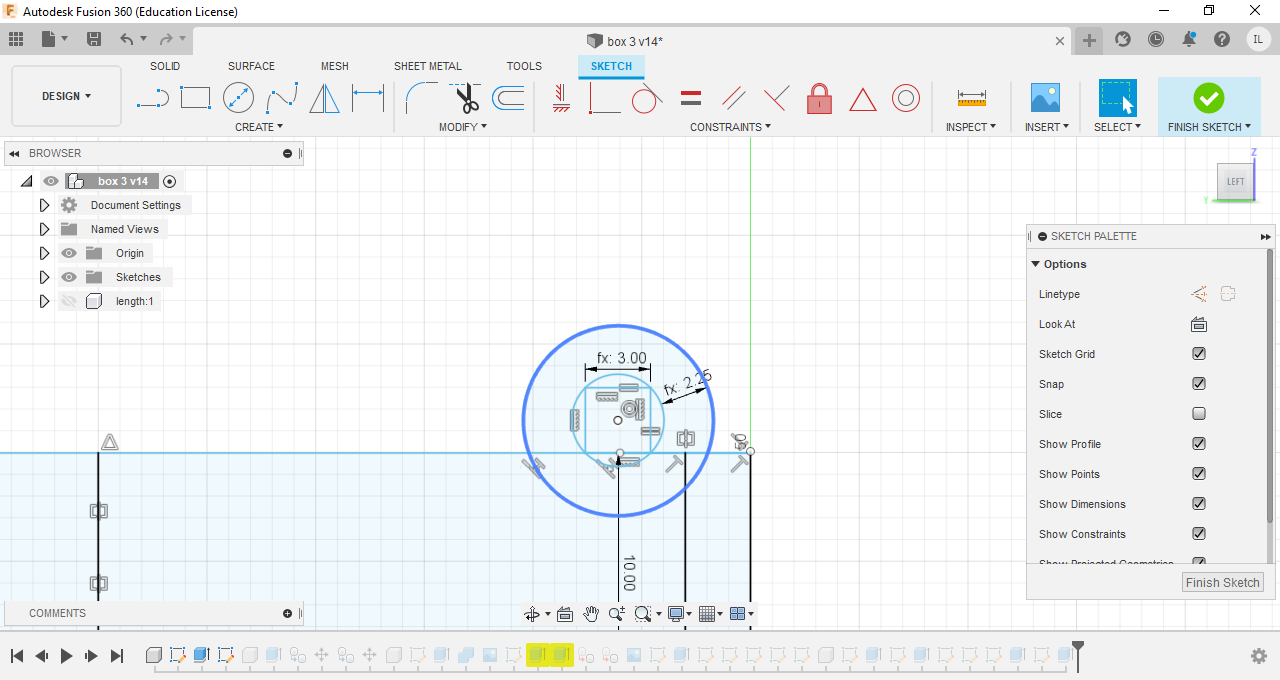 Autodesk Fusion 360 (Education License)
box 3 v14*
IL
SOLID SURFACE MESH SHEET METAL TOOLS SKETCH
DESIGN
CREATE MODIFY CONSTRAINTS INSPECT INSERT SELECT FINISH SKETCH
BROWSER
box 3 v14
Document Settings
Named Views
Origin
Sketches
length:1
Z
LEFT
Y
SKETCH PALETTE
Options
Linetype
Look At
Sketch Grid
Snap
Slice
Show Profile
Show Points
Show Dimensions
Show Constraints
Show Projected Geometries
Finish Sketch
fx: 3.00
fx: 2.25
10.00
COMMENTS